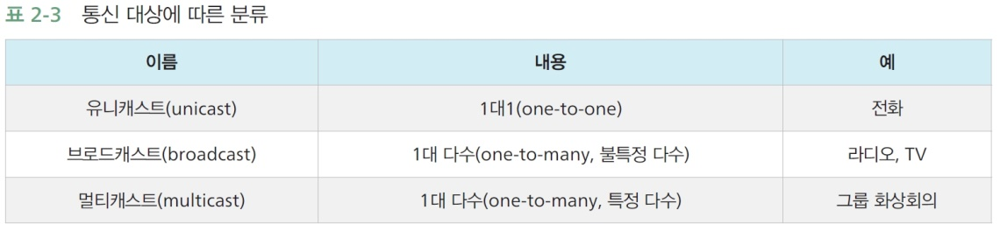 표 2-3 통신 대상에 따른 분류
이름 내용 예
유니캐스트(unicast) 1대1(one-to-one) 전화
브로드캐스트(broadcast) 1대 다수(one-to-many, 불특정 다수) 라디오, TV
멀티캐스트(multicast) 1대 다수(one-to-many, 특정 다수) 그룹 화상회의